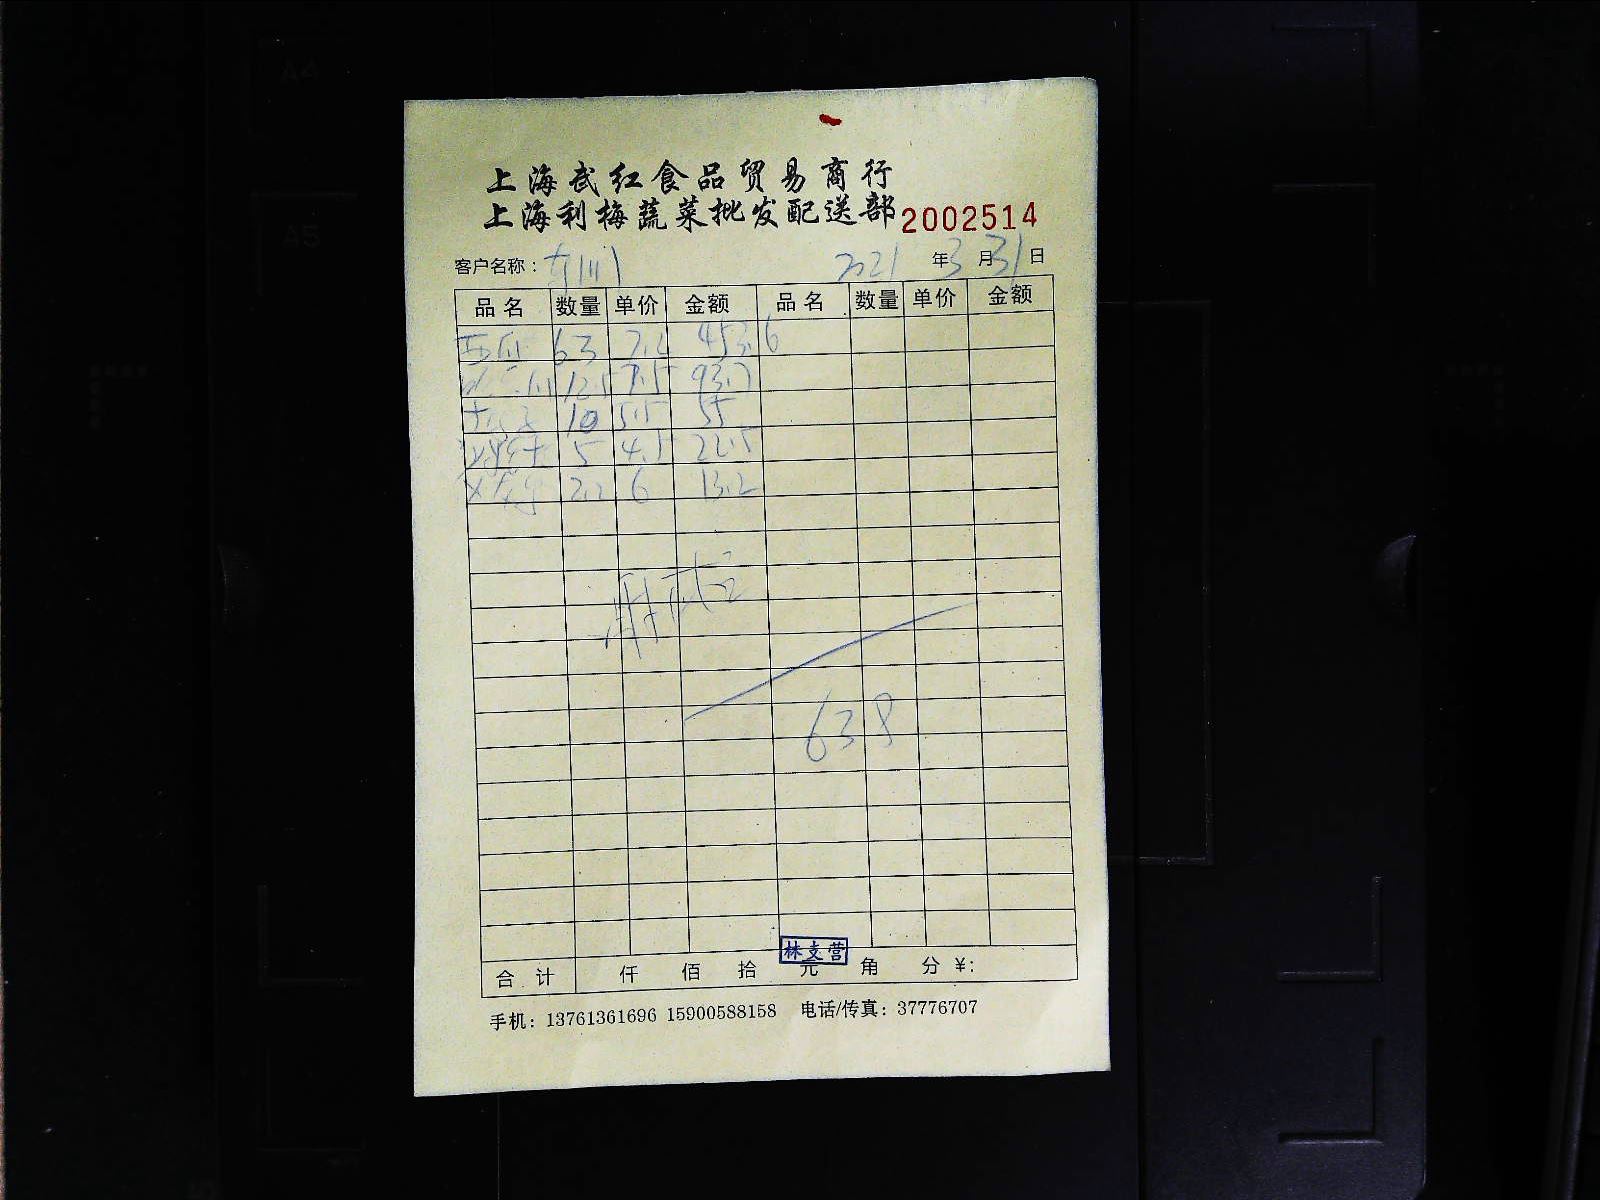 上海武红食品贸易商行
上海利梅蔬菜批发配送部 2002514
客户名称: 2021 年 3 月 31 日
品名 数量 单价 金额 品名 数量 单价 金额
63 7.2 453.6
12.5 7.5 93.7
10 5.5 55
5 4.5 22.5
2.2 6 13.2
638
林支营
合计 仟 佰 拾 元 角 分 ¥:
手机: 13761361696 15900588158 电话/传真: 37776707